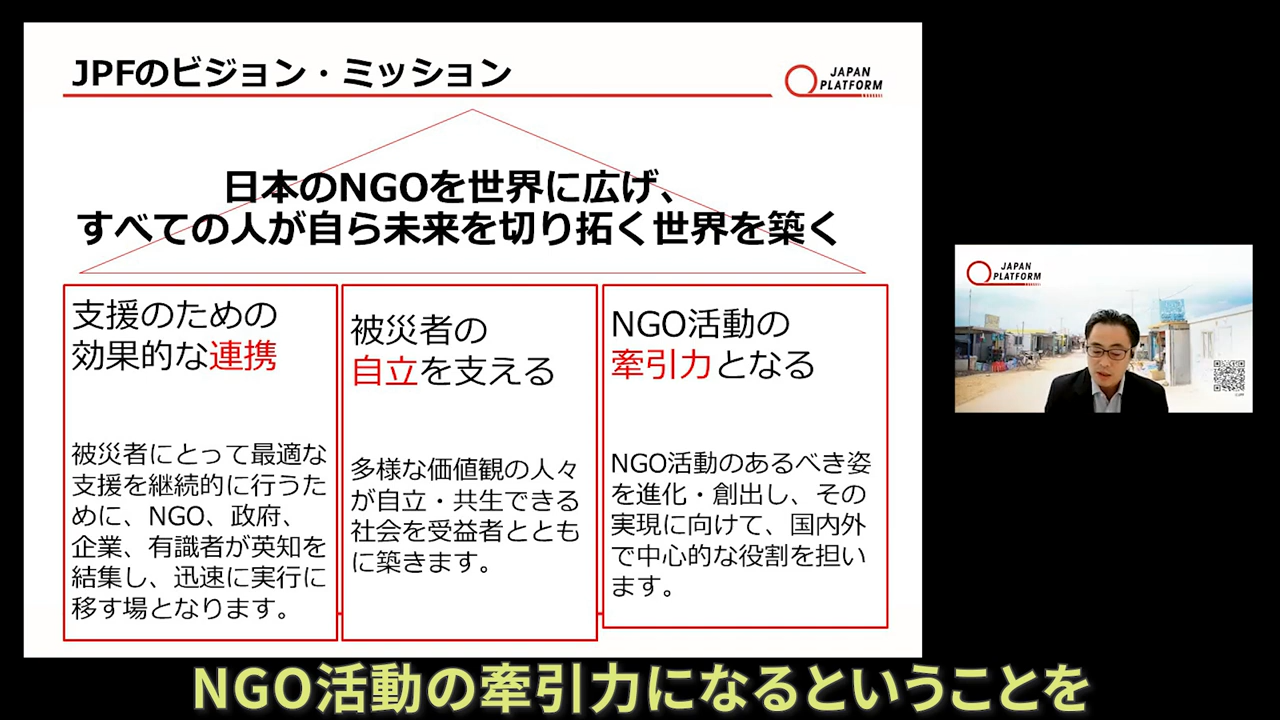 JPFのビジョン・ミッション
JAPAN
PLATFORM
日本のNGOを世界に広げ、
すべての人が自ら未来を切り拓く世界を築く
支援のための
効果的な連携
被災者にとって最適な
支援を継続的に行うた
めに、NGO、政府、
企業、有識者が英知を
結集し、迅速に実行に
移す場となります。
被災者の
自立を支える
多様な価値観の人々
が自立・共生できる
社会を受益者ととも
に築きます。
NGO活動の
牽引力となる
NGO活動のあるべき姿
を進化・創出し、その
実現に向けて、国内外
で中心的な役割を担い
ます。
JAPAN
PLATFORM
NGO活動の牽引力になるということを